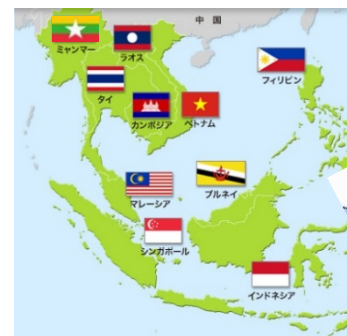 中 国
ミャンマー
ラオス
フィリピン
タイ
カンボジア
ベトナム
マレーシア
ブルネイ
シンガポール
インドネシア